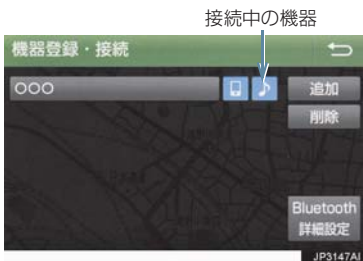 接続中の機器
機器登録・接続
○○○
追加
削除
Bluetooth
詳細設定
JP3147AI